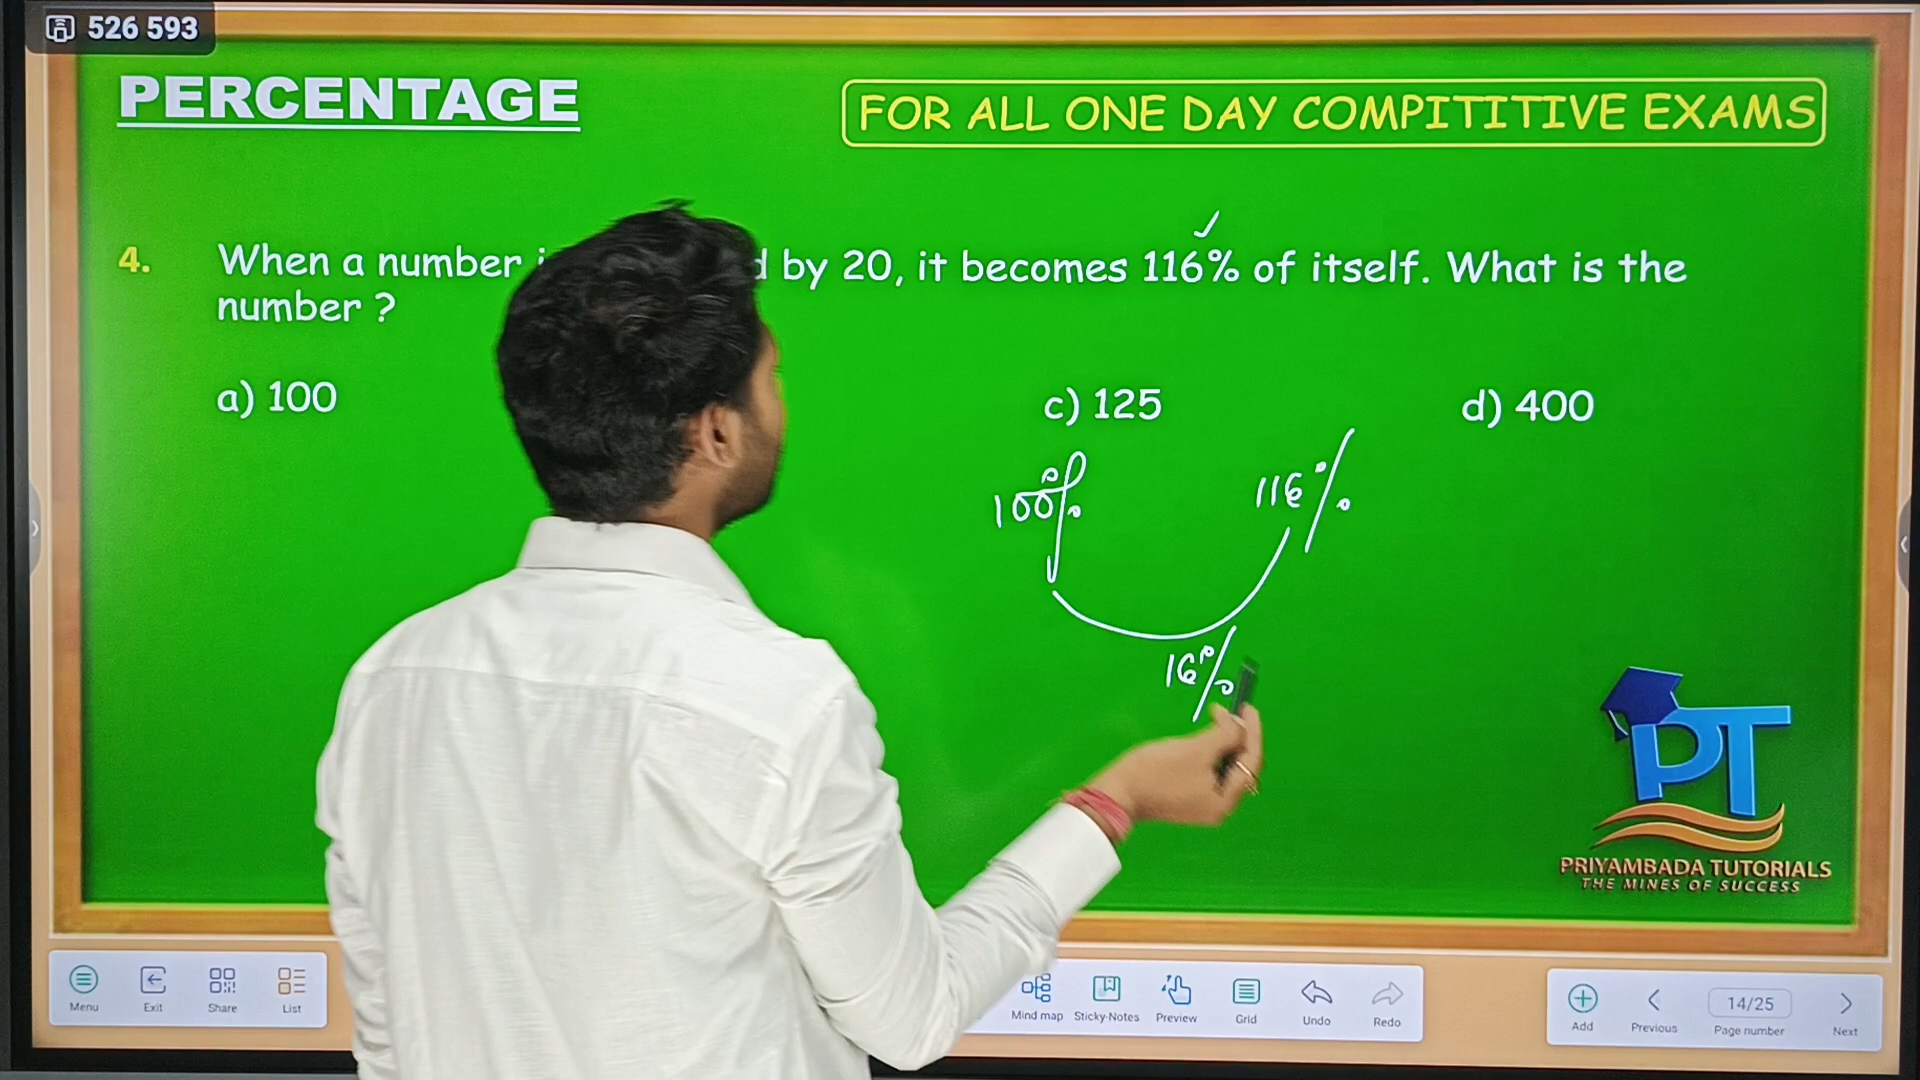 526 593
PERCENTAGE
FOR ALL ONE DAY COMPITITIVE EXAMS
4. When a number by 20, it becomes 116% of itself. What is the
number ?
a) 100 c) 125 d) 400
100% 116%
16%
PT
PRIYAMBADA TUTORIALS
THE MINES OF SUCCESS
Menu Exit Share List Mind map Sticky-Notes Preview Grid Undo Redo Add Previous 14/25 Page number Next